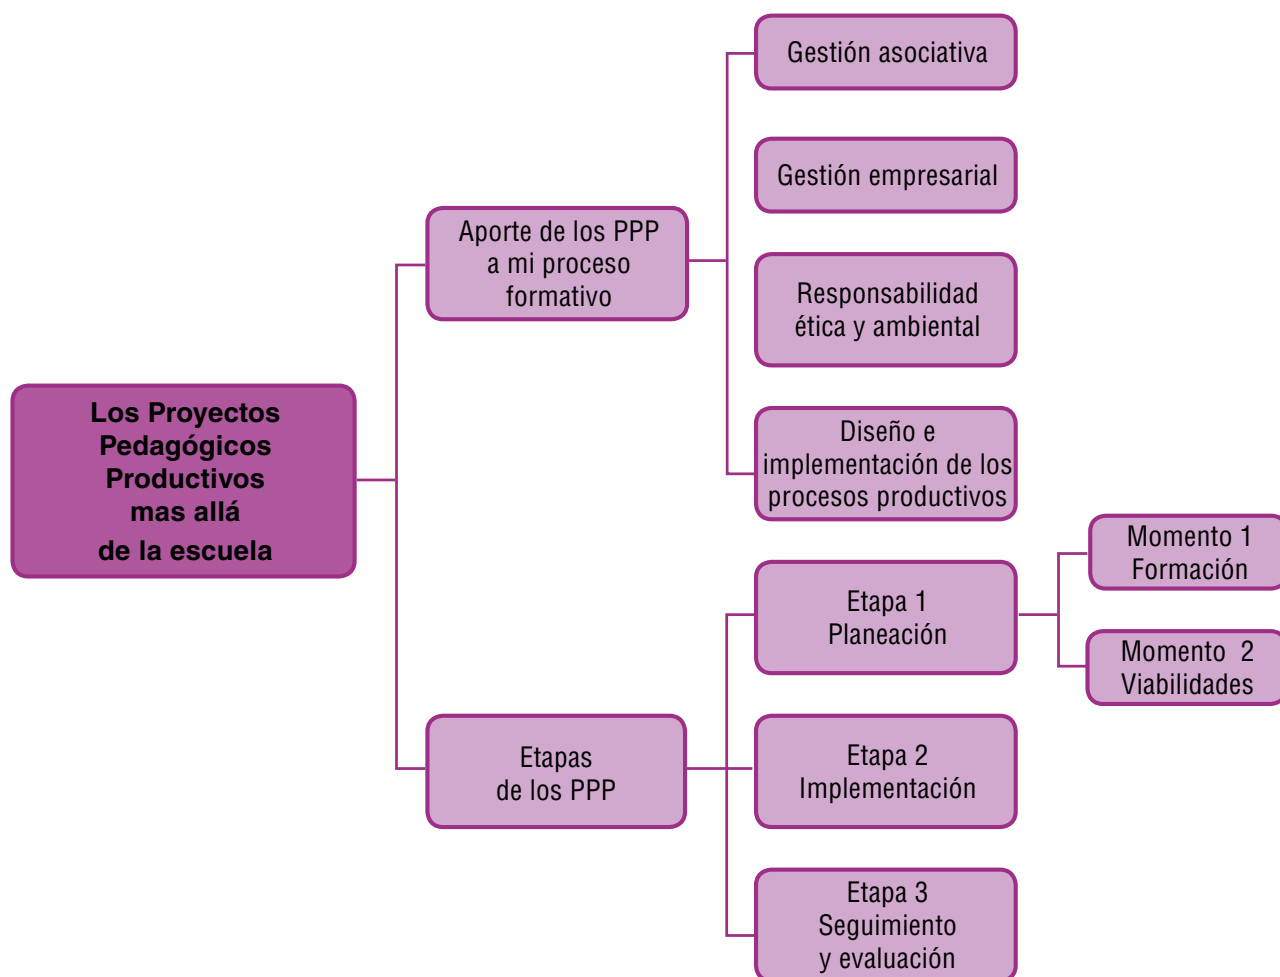 Los Proyectos
Pedagógicos
Productivos
mas allá
de la escuela
Aporte de los PPP
a mi proceso
formativo
Gestión asociativa
Gestión empresarial
Responsabilidad
ética y ambiental
Diseño e
implementación de los
procesos productivos
Etapas
de los PPP
Etapa 1
Planeación
Momento 1
Formación
Momento 2
Viabilidades
Etapa 2
Implementación
Etapa 3
Seguimiento
y evaluación